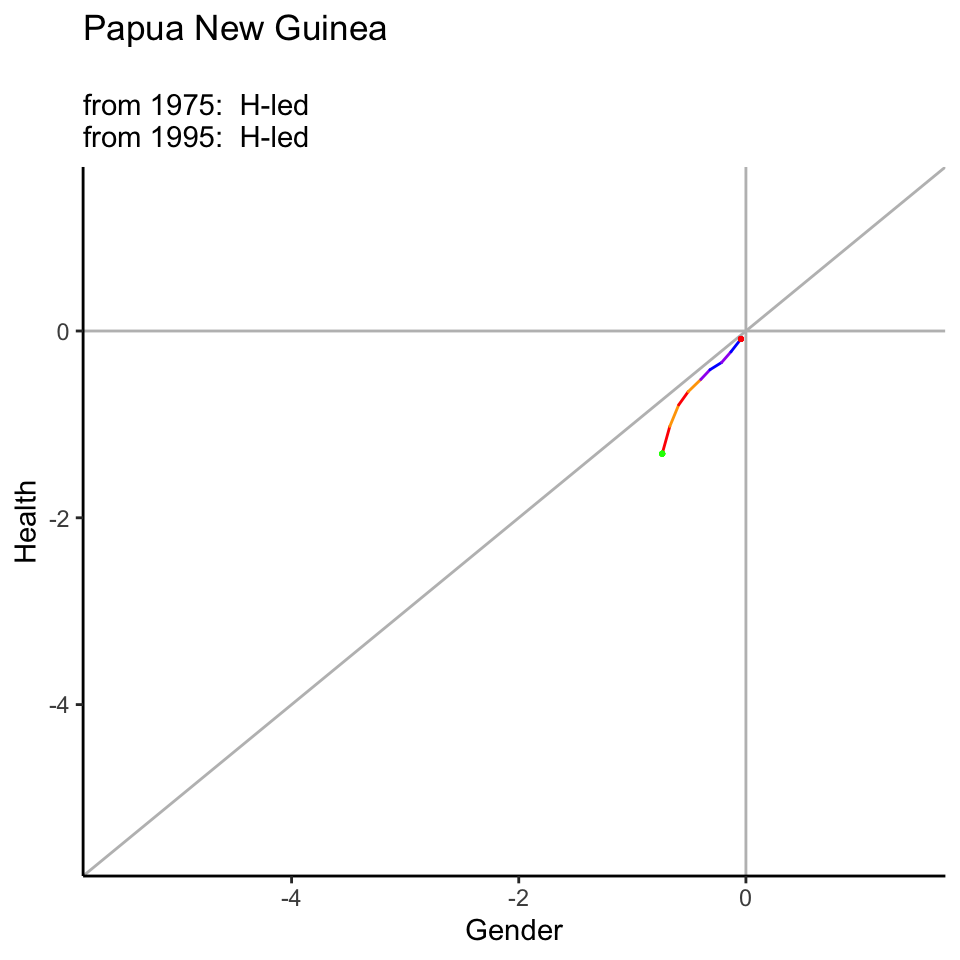 Papua New Guinea
from 1975:  H-led
from 1995:  H-led
Health
0
-2
-4
-4
-2
0
Gender